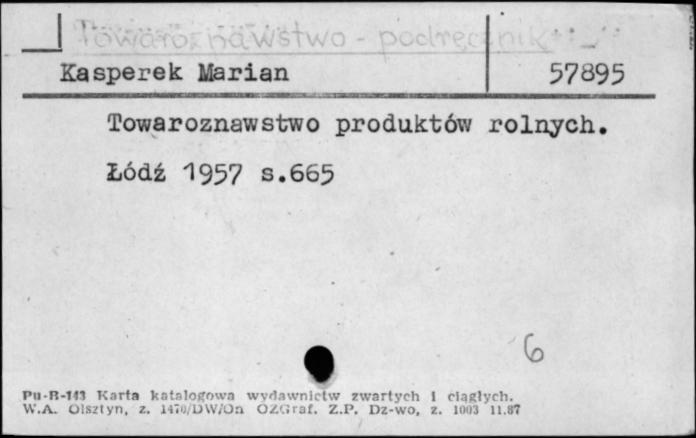 Towaroznawstwo - podręcznik
Kasperek Marian 57895
Towaroznawstwo produktów rolnych.
Łódź 1957 s.665
6
Pu-B-143 Karta katalogowa wydawnictw zwartych i ciągłych.
W.A. Olsztyn, z. 1470/DW/On OZGraf. Z.P. Dz-wo, z. 1003 11.87